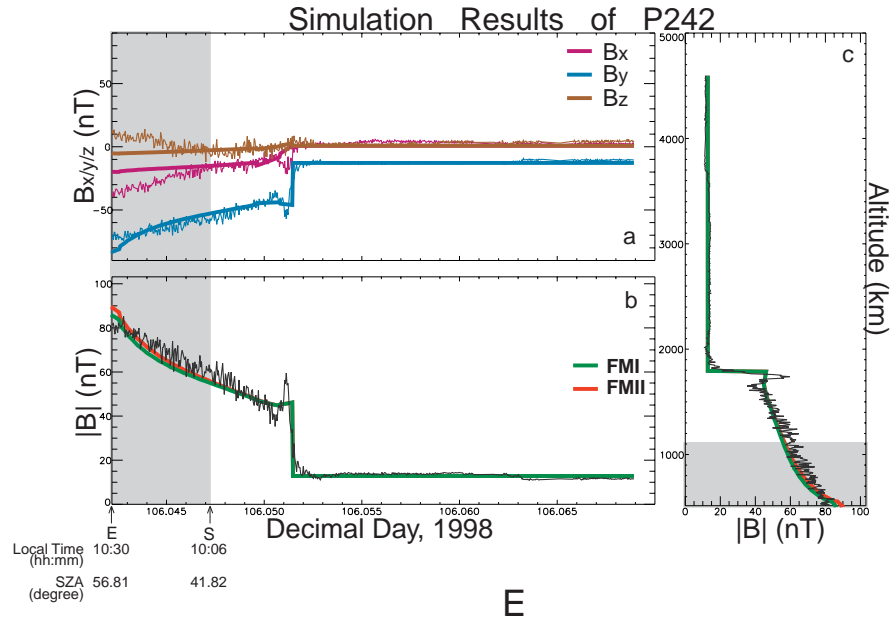 Simulation Results of P242
Bx/y/z (nT)
50
0
−50
Bx
By
Bz
a
|B| (nT)
100
80
60
40
20
0
b
FMI
FMII
106.045
106.050
106.055
106.060
106.065
Decimal Day, 1998
E
S
Local Time
(hh:mm)
10:30
10:06
SZA
(degree)
56.81
41.82
c
5000
4000
3000
2000
1000
Altitude (km)
0
20
40
60
80
100
|B| (nT)
E